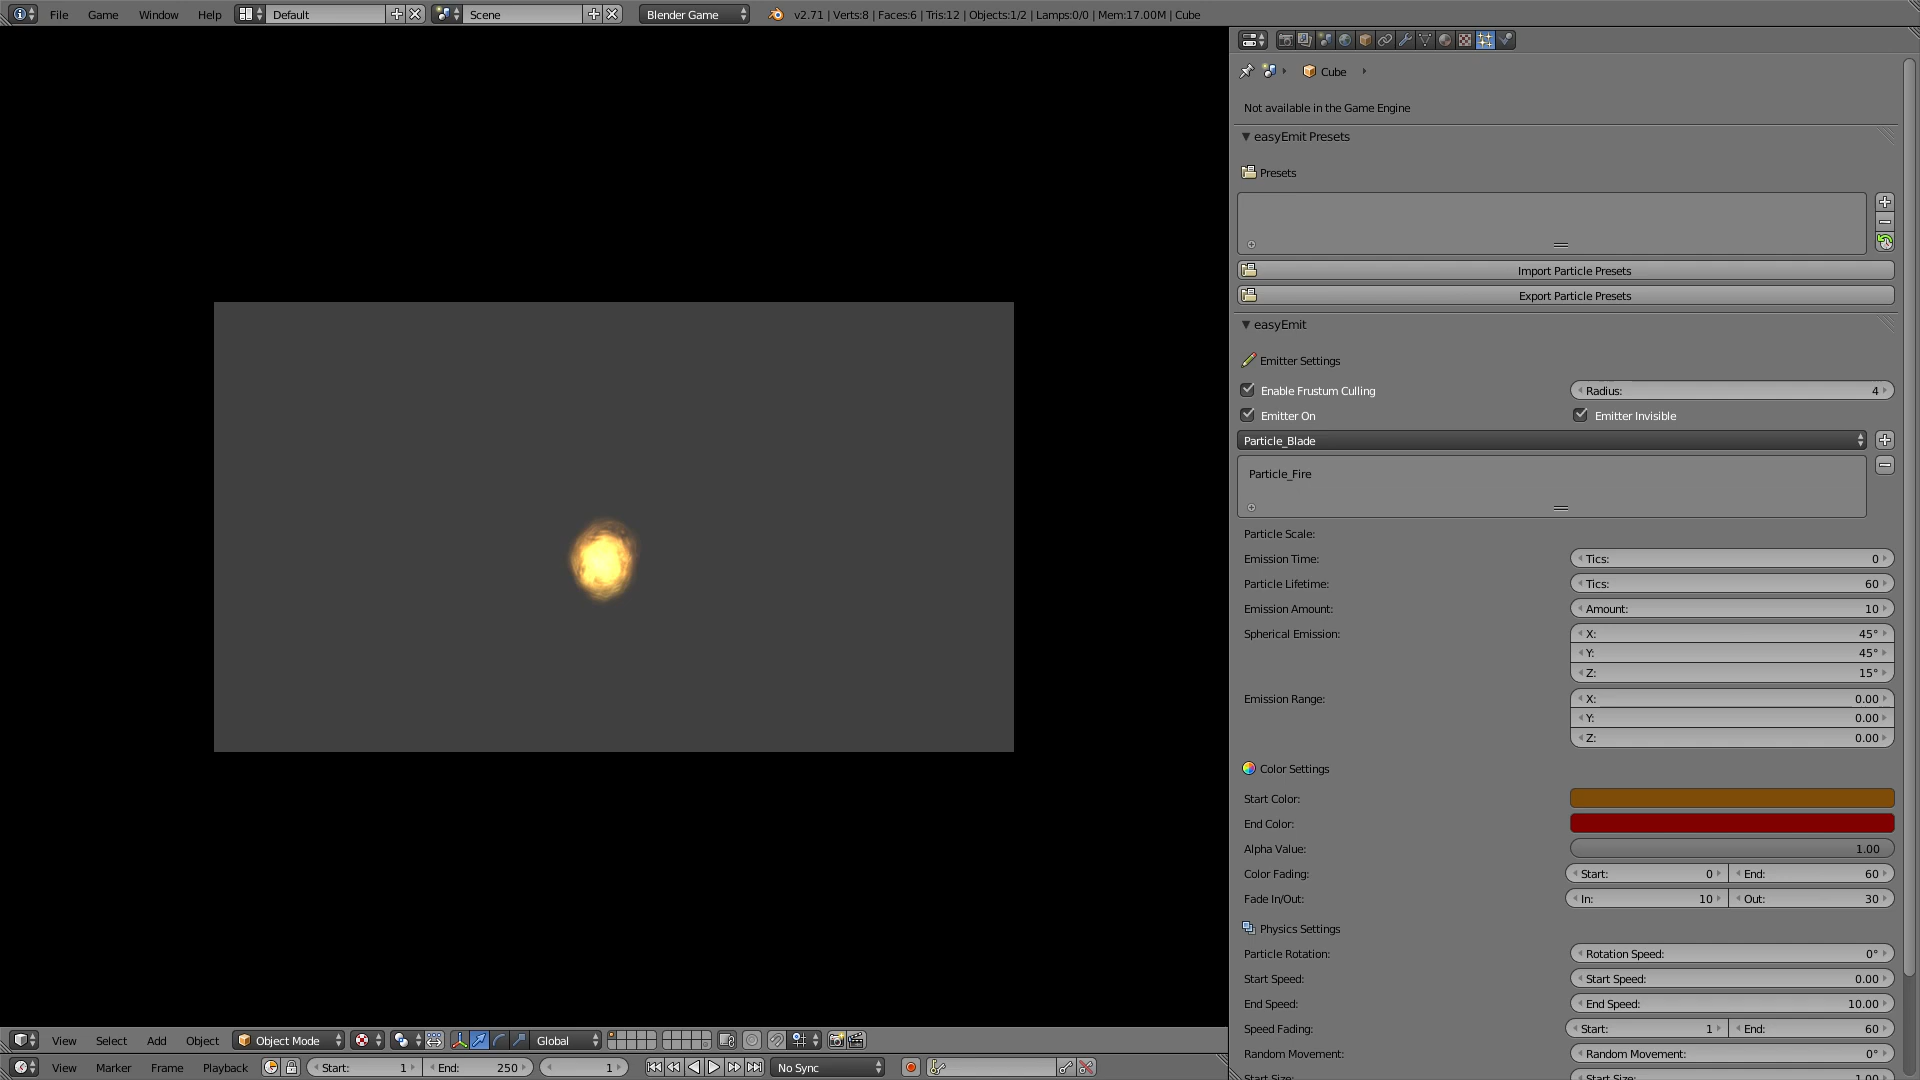 File Game Window Help Default Scene Blender Game v2.71 | Verts:8 | Faces:6 | Tris:12 | Objects:1/2 | Lamps:0/0 | Mem:17.00M | Cube
Cube
Not available in the Game Engine
easyEmit Presets
Presets
Import Particle Presets
Export Particle Presets
easyEmit
Emitter Settings
Enable Frustum Culling Radius: 4
Emitter On Emitter Invisible
Particle_Blade
Particle_Fire
Particle Scale:
Emission Time: Tics: 0
Particle Lifetime: Tics: 60
Emission Amount: Amount: 10
Spherical Emission: X: 45°
Y: 45°
Z: 15°
Emission Range: X: 0.00
Y: 0.00
Z: 0.00
Color Settings
Start Color:
End Color:
Alpha Value: 1.00
Color Fading: Start: 0 End: 60
Fade In/Out: In: 10 Out: 30
Physics Settings
Particle Rotation: Rotation Speed: 0°
Start Speed: Start Speed: 0.00
End Speed: End Speed: 10.00
Speed Fading: Start: 1 End: 60
Random Movement: Random Movement: 0°
Start Size: Start Size: 1.00
View Select Add Object Object Mode Global
View Marker Frame Playback Start: 1 End: 250 1 No Sync